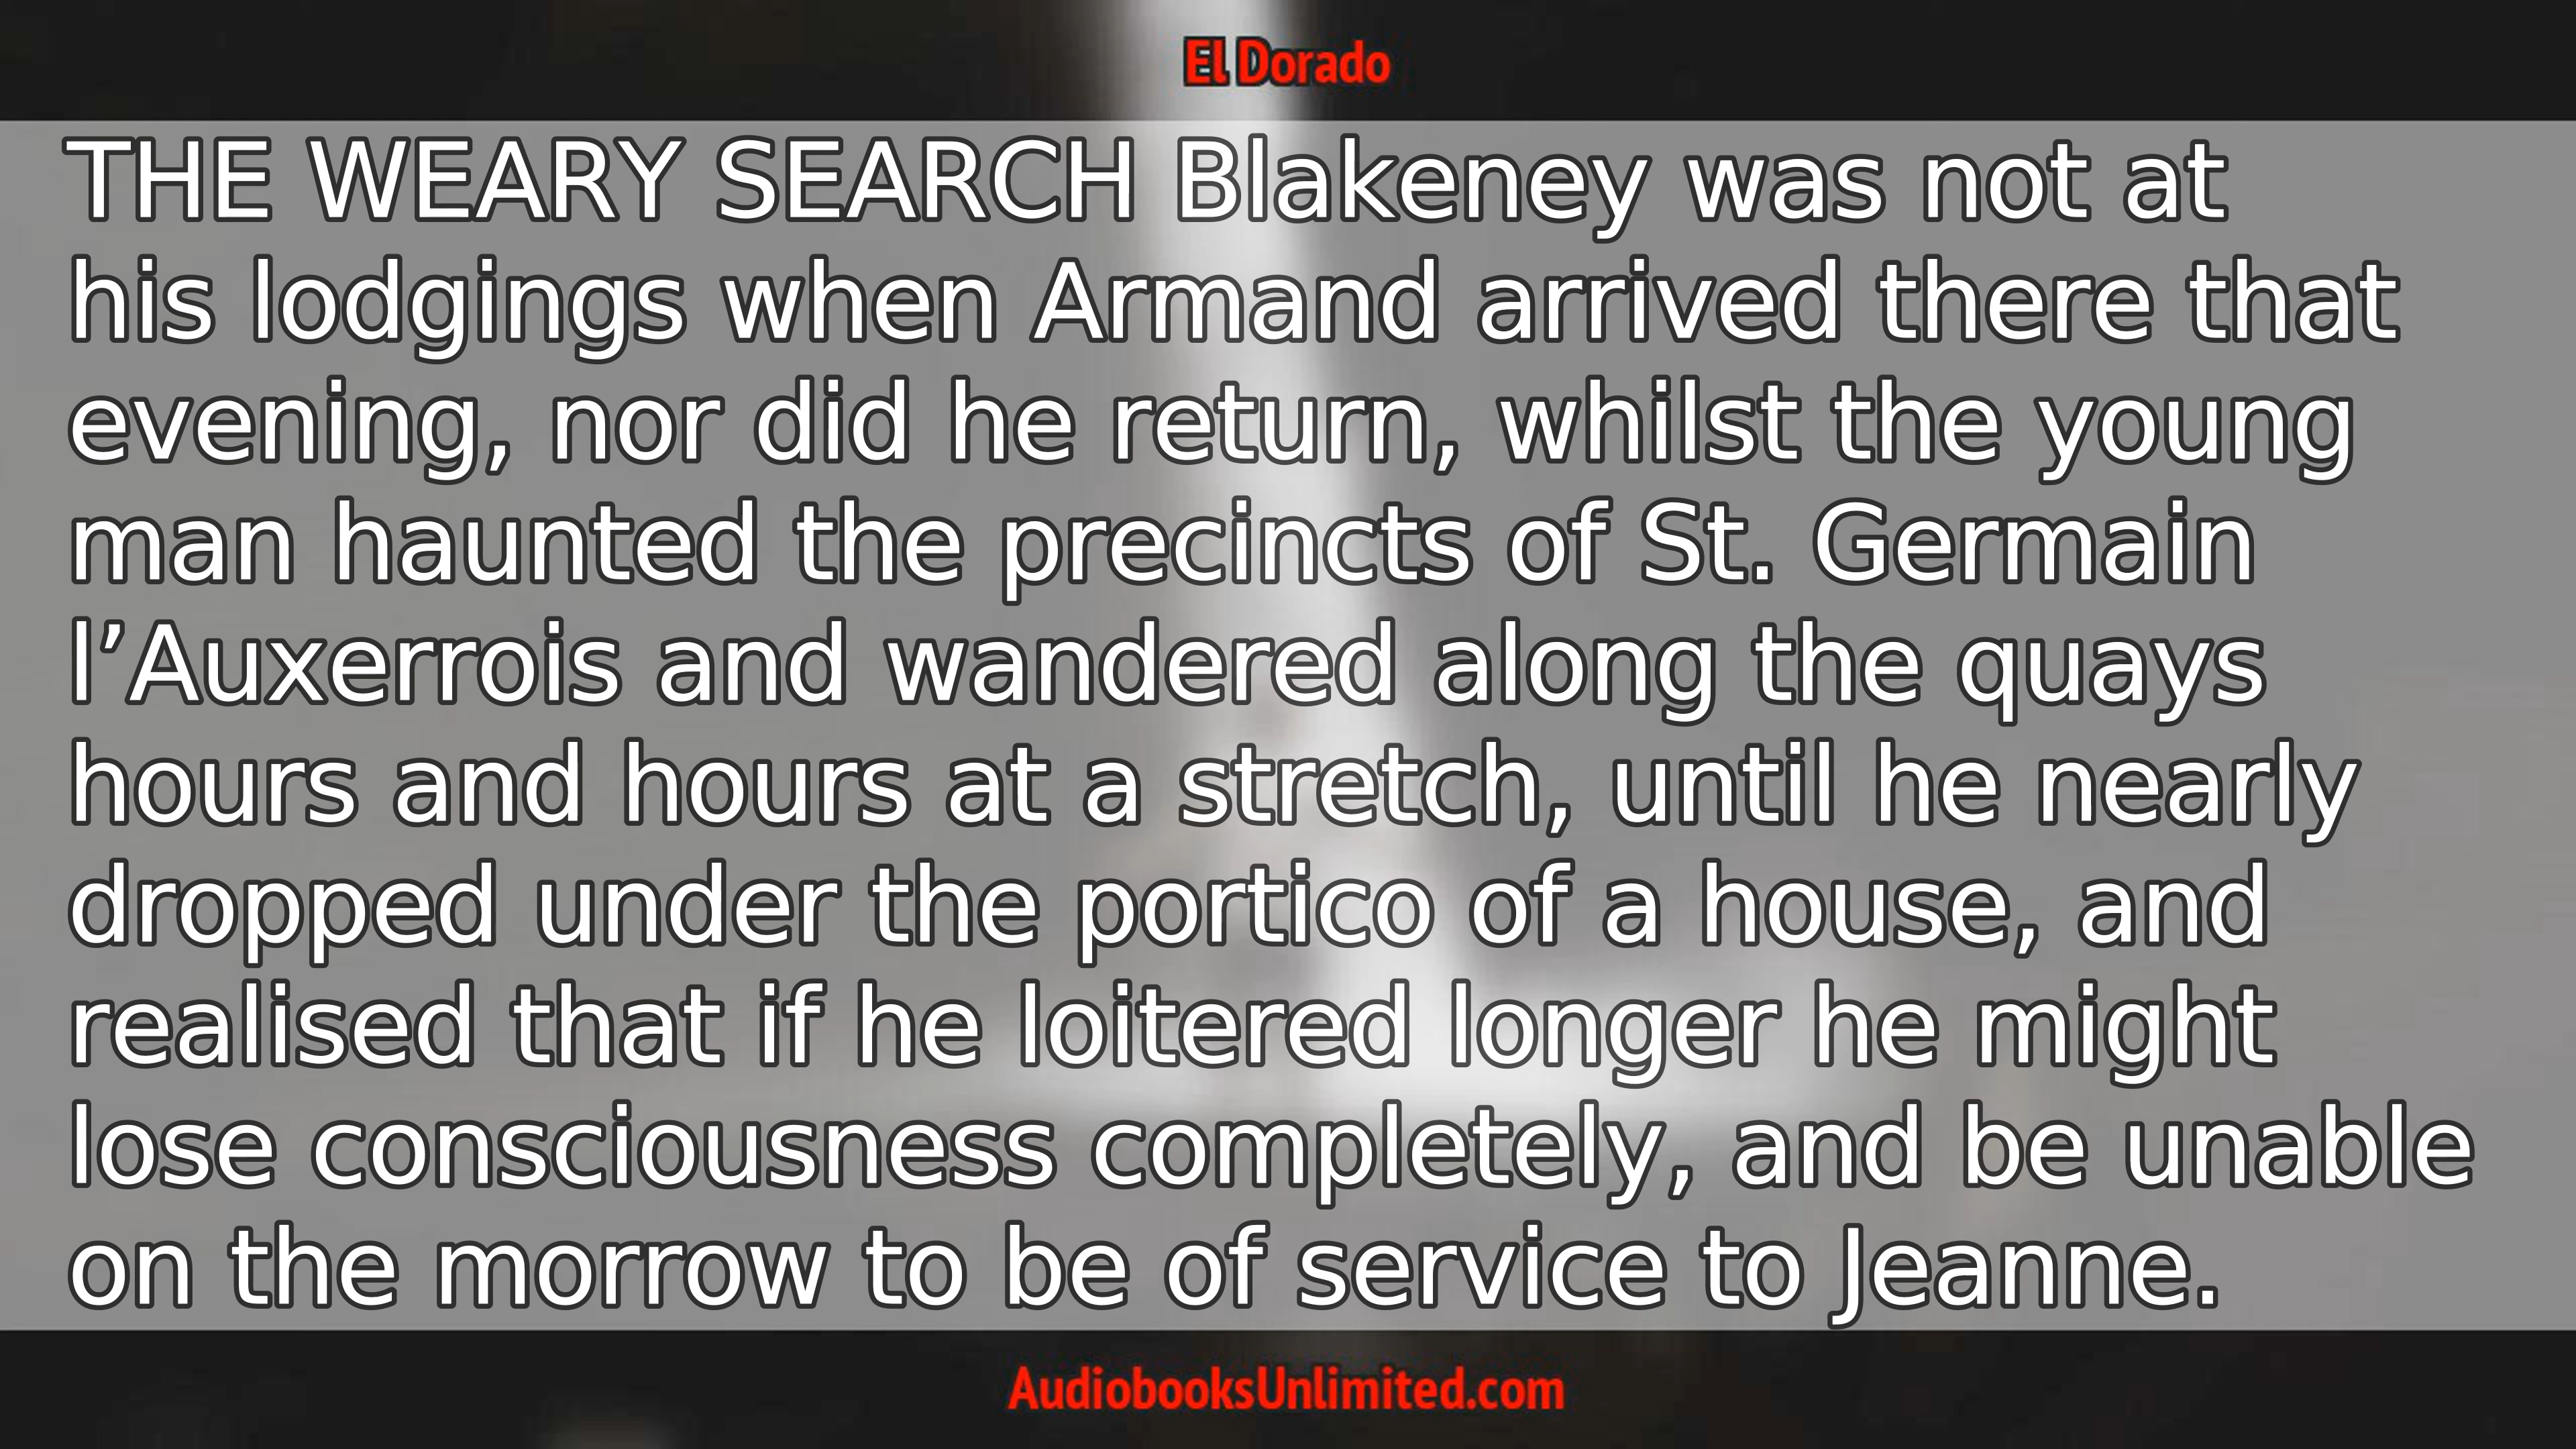 El Dorado
THE WEARY SEARCH Blakeney was not at
his lodgings when Armand arrived there that
evening, nor did he return, whilst the young
man haunted the precincts of St. Germain
l’Auxerrois and wandered along the quays
hours and hours at a stretch, until he nearly
dropped under the portico of a house, and
realised that if he loitered longer he might
lose consciousness completely, and be unable
on the morrow to be of service to Jeanne.
AudiobooksUnlimited.com